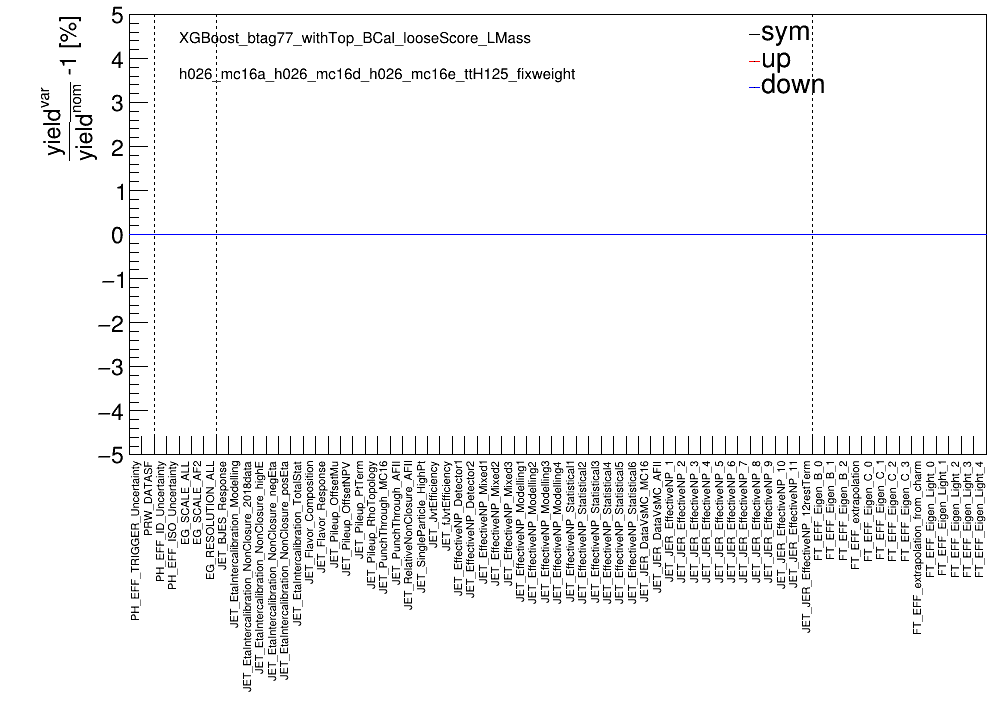 yield^var / yield^nom -1 [%]
5
4
3
2
1
0
−1
−2
−3
−4
−5
XGBoost_btag77_withTop_BCal_looseScore_LMass
h026_mc16a_h026_mc16d_h026_mc16e_ttH125_fixweight
sym
up
down
PH_EFF_TRIGGER_Uncertainty
PRW_DATASF
PH_EFF_ID_Uncertainty
PH_EFF_ISO_Uncertainty
EG_SCALE_ALL
EG_SCALE_AF2
EG_RESOLUTION_ALL
JET_BJES_Response
JET_EtaIntercalibration_Modelling
JET_EtaIntercalibration_NonClosure_2018data
JET_EtaIntercalibration_NonClosure_highE
JET_EtaIntercalibration_NonClosure_negEta
JET_EtaIntercalibration_NonClosure_posEta
JET_EtaIntercalibration_TotalStat
JET_Flavor_Composition
JET_Flavor_Response
JET_Pileup_OffsetMu
JET_Pileup_OffsetNPV
JET_Pileup_PtTerm
JET_Pileup_RhoTopology
JET_PunchThrough_MC16
JET_PunchThrough_AFII
JET_RelativeNonClosure_AFII
JET_SingleParticle_HighPt
JET_JvtEfficiency
JET_fJvtEfficiency
JET_EffectiveNP_Detector1
JET_EffectiveNP_Detector2
JET_EffectiveNP_Mixed1
JET_EffectiveNP_Mixed2
JET_EffectiveNP_Mixed3
JET_EffectiveNP_Modelling1
JET_EffectiveNP_Modelling2
JET_EffectiveNP_Modelling3
JET_EffectiveNP_Modelling4
JET_EffectiveNP_Statistical1
JET_EffectiveNP_Statistical2
JET_EffectiveNP_Statistical3
JET_EffectiveNP_Statistical4
JET_EffectiveNP_Statistical5
JET_EffectiveNP_Statistical6
JET_JER_DataVsMC_MC16
JET_JER_DataVsMC_AFII
JET_JER_EffectiveNP_1
JET_JER_EffectiveNP_2
JET_JER_EffectiveNP_3
JET_JER_EffectiveNP_4
JET_JER_EffectiveNP_5
JET_JER_EffectiveNP_6
JET_JER_EffectiveNP_7
JET_JER_EffectiveNP_8
JET_JER_EffectiveNP_9
JET_JER_EffectiveNP_10
JET_JER_EffectiveNP_11
JET_JER_EffectiveNP_12restTerm
FT_EFF_Eigen_B_0
FT_EFF_Eigen_B_1
FT_EFF_Eigen_B_2
FT_EFF_extrapolation
FT_EFF_Eigen_C_0
FT_EFF_Eigen_C_1
FT_EFF_Eigen_C_2
FT_EFF_Eigen_C_3
FT_EFF_extrapolation_from_charm
FT_EFF_Eigen_Light_0
FT_EFF_Eigen_Light_1
FT_EFF_Eigen_Light_2
FT_EFF_Eigen_Light_3
FT_EFF_Eigen_Light_4